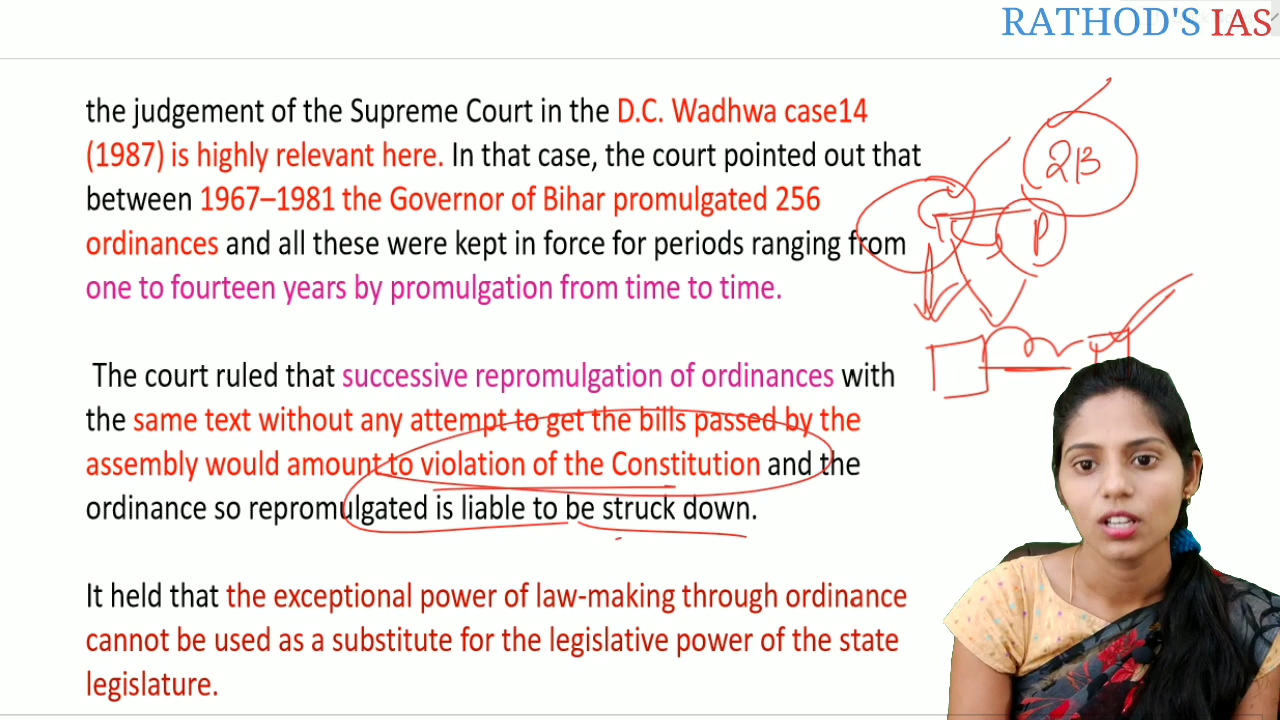 RATHOD'S IAS
the judgement of the Supreme Court in the D.C. Wadhwa case14
(1987) is highly relevant here. In that case, the court pointed out that
between 1967–1981 the Governor of Bihar promulgated 256
ordinances and all these were kept in force for periods ranging from
one to fourteen years by promulgation from time to time.
The court ruled that successive repromulgation of ordinances with
the same text without any attempt to get the bills passed by the
assembly would amount to violation of the Constitution and the
ordinance so repromulgated is liable to be struck down.
It held that the exceptional power of law-making through ordinance
cannot be used as a substitute for the legislative power of the state
legislature.
P